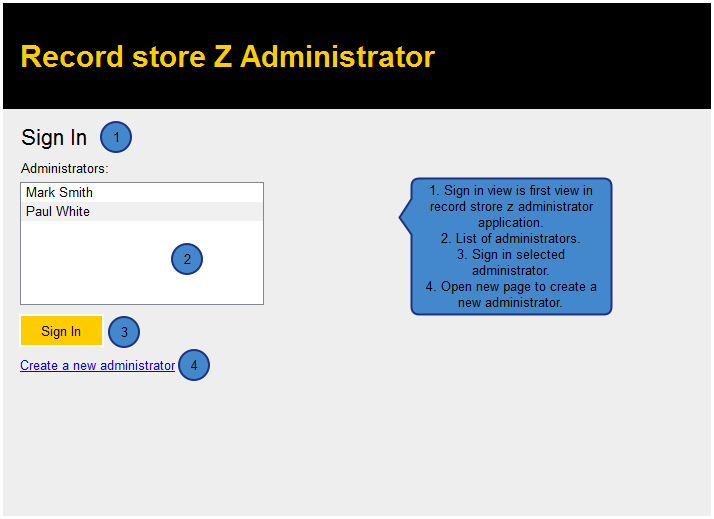 Record store Z Administrator
Sign In
1
Administrators:
Mark Smith
Paul White
2
Sign In
3
Create a new administrator
4
1. Sign in view is first view in
record strore z administrator
application.
2. List of administrators.
3. Sign in selected
administrator.
4. Open new page to create a
new administrator.